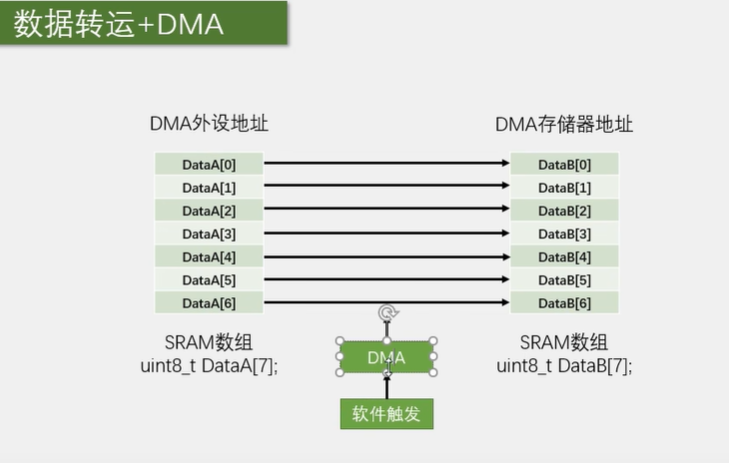 数据转运+DMA
DMA外设地址
DMA存储器地址
DataA[0]
DataA[1]
DataA[2]
DataA[3]
DataA[4]
DataA[5]
DataA[6]
DataB[0]
DataB[1]
DataB[2]
DataB[3]
DataB[4]
DataB[5]
DataB[6]
SRAM数组
uint8_t DataA[7];
DMA
软件触发
SRAM数组
uint8_t DataB[7];